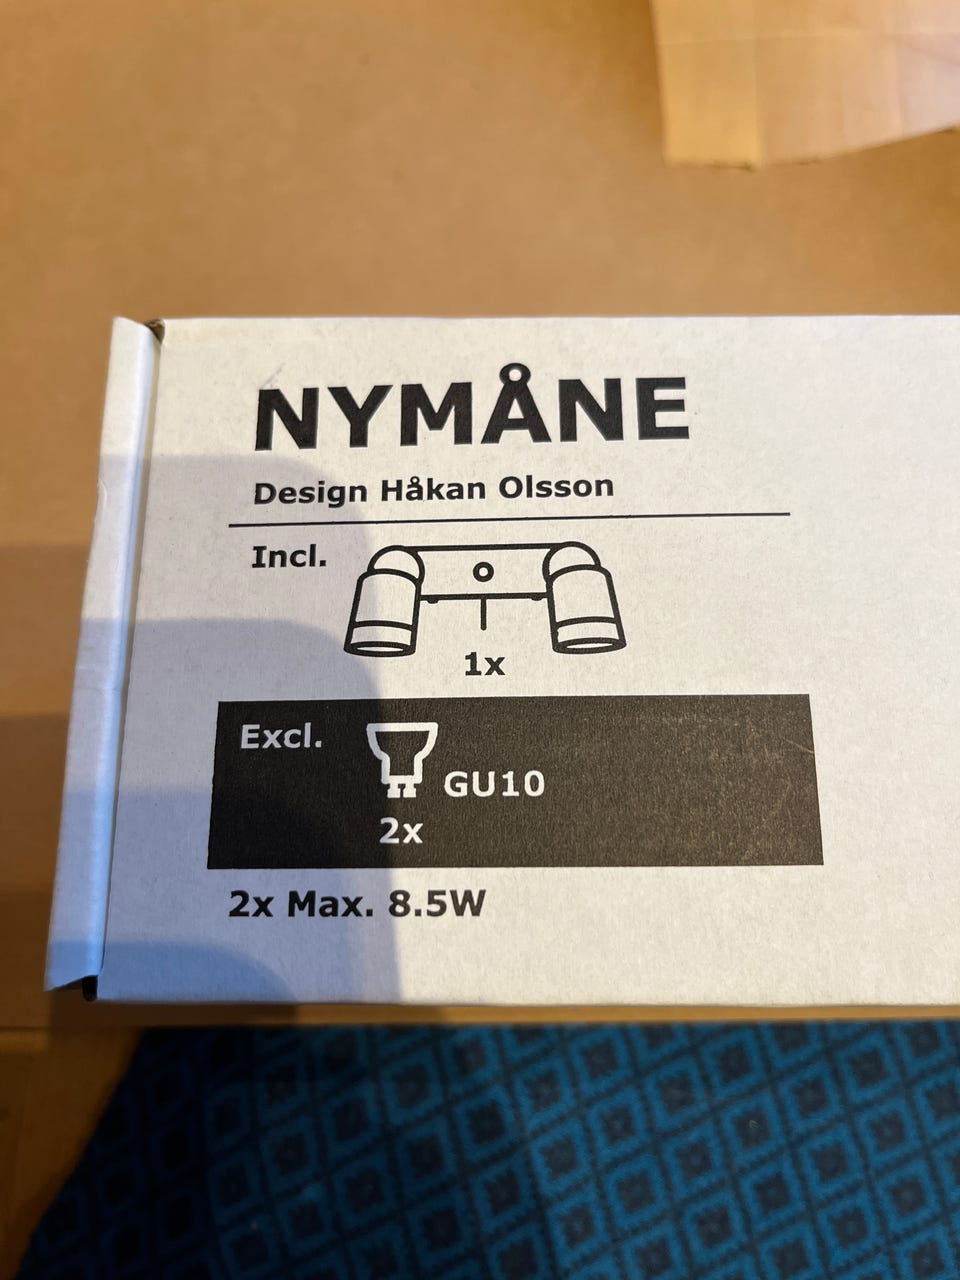 NYMÅNE
Design Håkan Olsson
Incl.
1x
Excl.
GU10
2x
2x Max. 8.5W